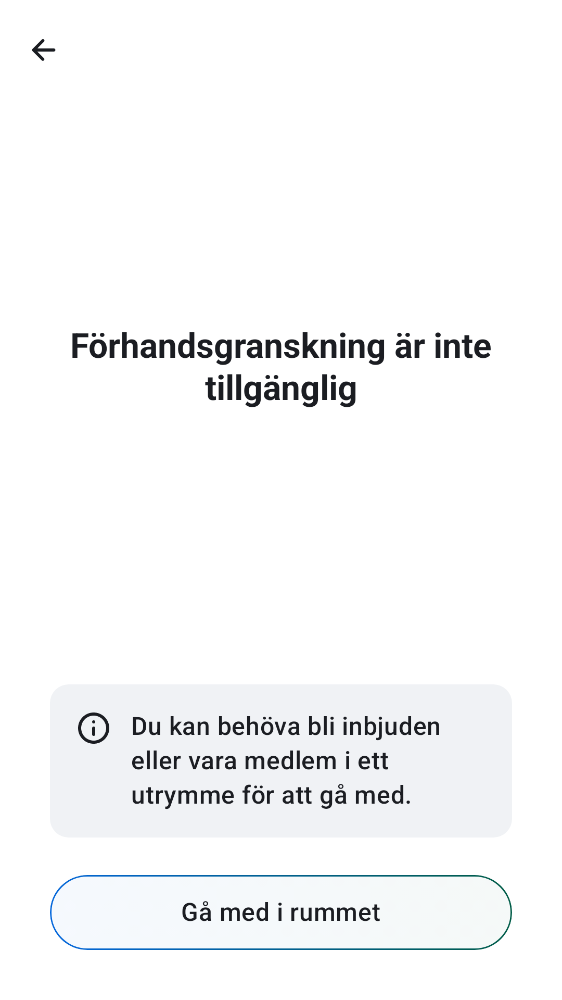 Förhandsgranskning är inte
tillgänglig
Du kan behöva bli inbjuden
eller vara medlem i ett
utrymme för att gå med.
Gå med i rummet